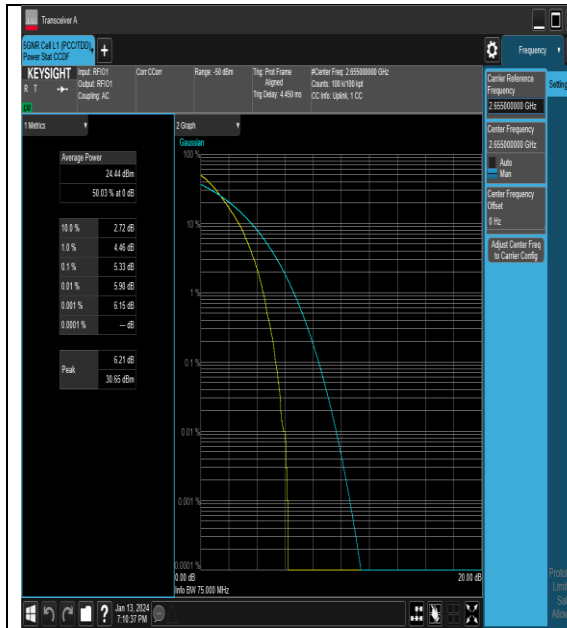 Transceiver A
5GNR Cell L1 (PCC/TDD)
Power Stat CCDF
Frequency
KEYSIGHT
R T
Input: RFIO1
Output: RFIO1
Coupling: AC
Corr CCorr
Range: -50 dBm
Trig: Prot Frame
Aligned
Trig Delay: 4.450 ms
#Center Freq: 2.655000000 GHz
Counts: 100 k/100 kpt
CC Info: Uplink, 1 CC
1 Metrics
Average Power
24.44 dBm
50.03 % at 0 dB
10.0 % 2.72 dB
1.0 % 4.46 dB
0.1 % 5.33 dB
0.01 % 5.90 dB
0.001 % 6.15 dB
0.0001 % --- dB
Peak
6.21 dB
30.65 dBm
2 Graph
Gaussian
100 %
10 %
1 %
0.1 %
0.01 %
0.001 %
0.0001 %
0.00 dB
20.00 dB
Info BW 75.000 MHz
Carrier Reference
Frequency
2.655000000 GHz
Center Frequency
2.655000000 GHz
Auto
Man
Center Frequency
Offset
0 Hz
Adjust Center Freq
to Carrier Config
Setting
Jan 13, 2024
7:10:37 PM